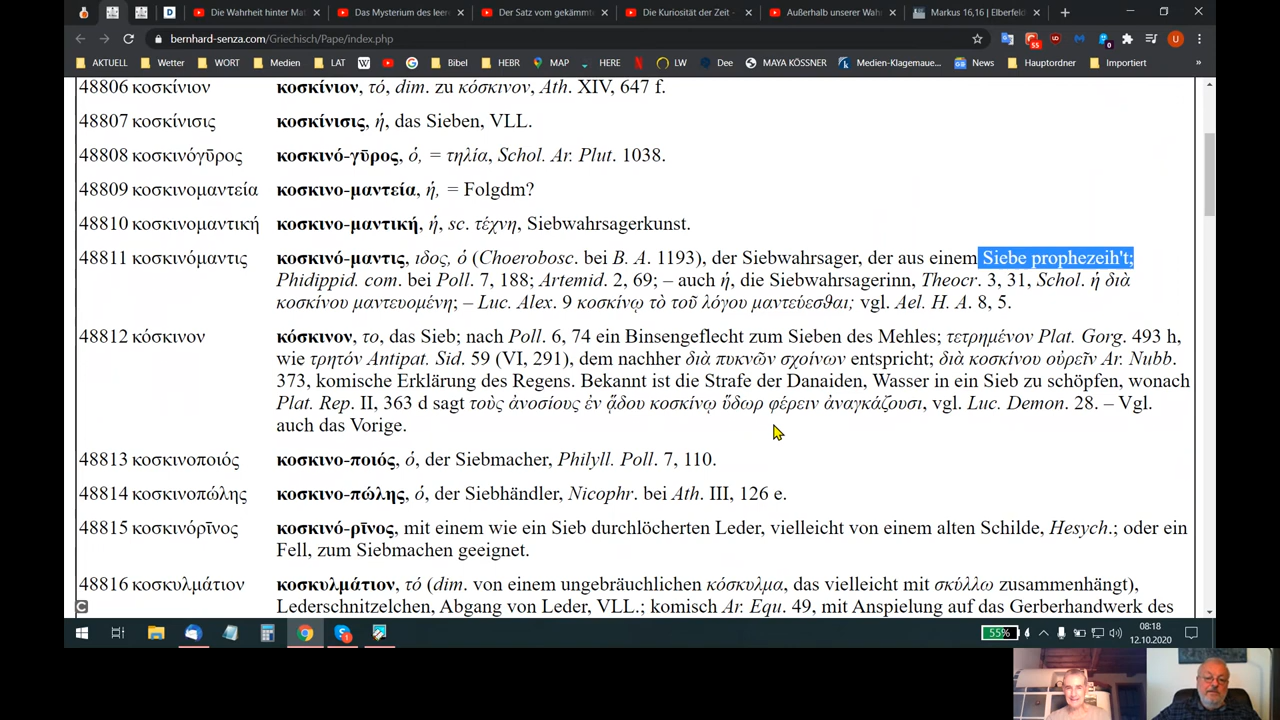 Die Wahrheit hinter Ma
Das Mysterium des leer
Der Satz vom gekämmte
Die Kuriosität der Zeit -
Außerhalb unserer Wah
Markus 16,16 | Elberfel
bernhard-senza.com/Griechisch/Pape/index.php
AKTUELL Wetter WORT Medien LAT Bibel HEBR MAP HERE LW Dee MAYA KÖSSNER Medien-Klagemaue... News Hauptordner Importiert »
48806 κοσκίνιον κοσκίνιον, τό, dim. zu κόσκινον, Ath. XIV, 647 f.
48807 κοσκίνισις κοσκίνισις, ἡ, das Sieben, VLL.
48808 κοσκινόγῡρος κοσκινό-γῡρος, ὁ, = τηλία, Schol. Ar. Plut. 1038.
48809 κοσκινομαντεία κοσκινο-μαντεία, ἡ, = Folgdm?
48810 κοσκινομαντική κοσκινο-μαντική, ἡ, sc. τέχνη, Siebwahrsagerkunst.
48811 κοσκινόμαντις κοσκινό-μαντις, ιδος, ὁ (Choerobosc. bei B. A. 1193), der Siebwahrsager, der aus einem Siebe prophezeih't;
Phidippid. com. bei Poll. 7, 188; Artemid. 2, 69; – auch ἡ, die Siebwahrsagerinn, Theocr. 3, 31, Schol. ἡ διὰ
κοσκίνου μαντευομένη; – Luc. Alex. 9 κοσκίνῳ τὸ τοῦ λόγου μαντεύεσθαι; vgl. Ael. H. A. 8, 5.
48812 κόσκινον κόσκινον, το, das Sieb; nach Poll. 6, 74 ein Binsengeflecht zum Sieben des Mehles; τετρημένον Plat. Gorg. 493 h,
wie τρητόν Antipat. Sid. 59 (VI, 291), dem nachher διὰ πυκνῶν σχοίνων entspricht; διὰ κοσκίνου οὐρεῖν Ar. Nubb.
373, komische Erklärung des Regens. Bekannt ist die Strafe der Danaiden, Wasser in ein Sieb zu schöpfen, wonach
Plat. Rep. II, 363 d sagt τοὺς ἀνοσίους ἐν ᾅδου κοσκίνῳ ὕδωρ φέρειν ἀναγκάζουσι, vgl. Luc. Demon. 28. – Vgl.
auch das Vorige.
48813 κοσκινοποιός κοσκινο-ποιός, ὁ, der Siebmacher, Philyll. Poll. 7, 110.
48814 κοσκινοπώλης κοσκινο-πώλης, ὁ, der Siebhändler, Nicophr. bei Ath. III, 126 e.
48815 κοσκινόρῑνος κοσκινό-ρῑνος, mit einem wie ein Sieb durchlöcherten Leder, vielleicht von einem alten Schilde, Hesych.; oder ein
Fell, zum Siebmachen geeignet.
48816 κοσκυλμάτιον κοσκυλμάτιον, τό (dim. von einem ungebräuchlichen κόσκυλμα, das vielleicht mit σκύλλω zusammenhängt),
Lederschnitzelchen, Abgang von Leder, VLL.; komisch Ar. Equ. 49, mit Anspielung auf das Gerberhandwerk des
55%
08:18
12.10.2020